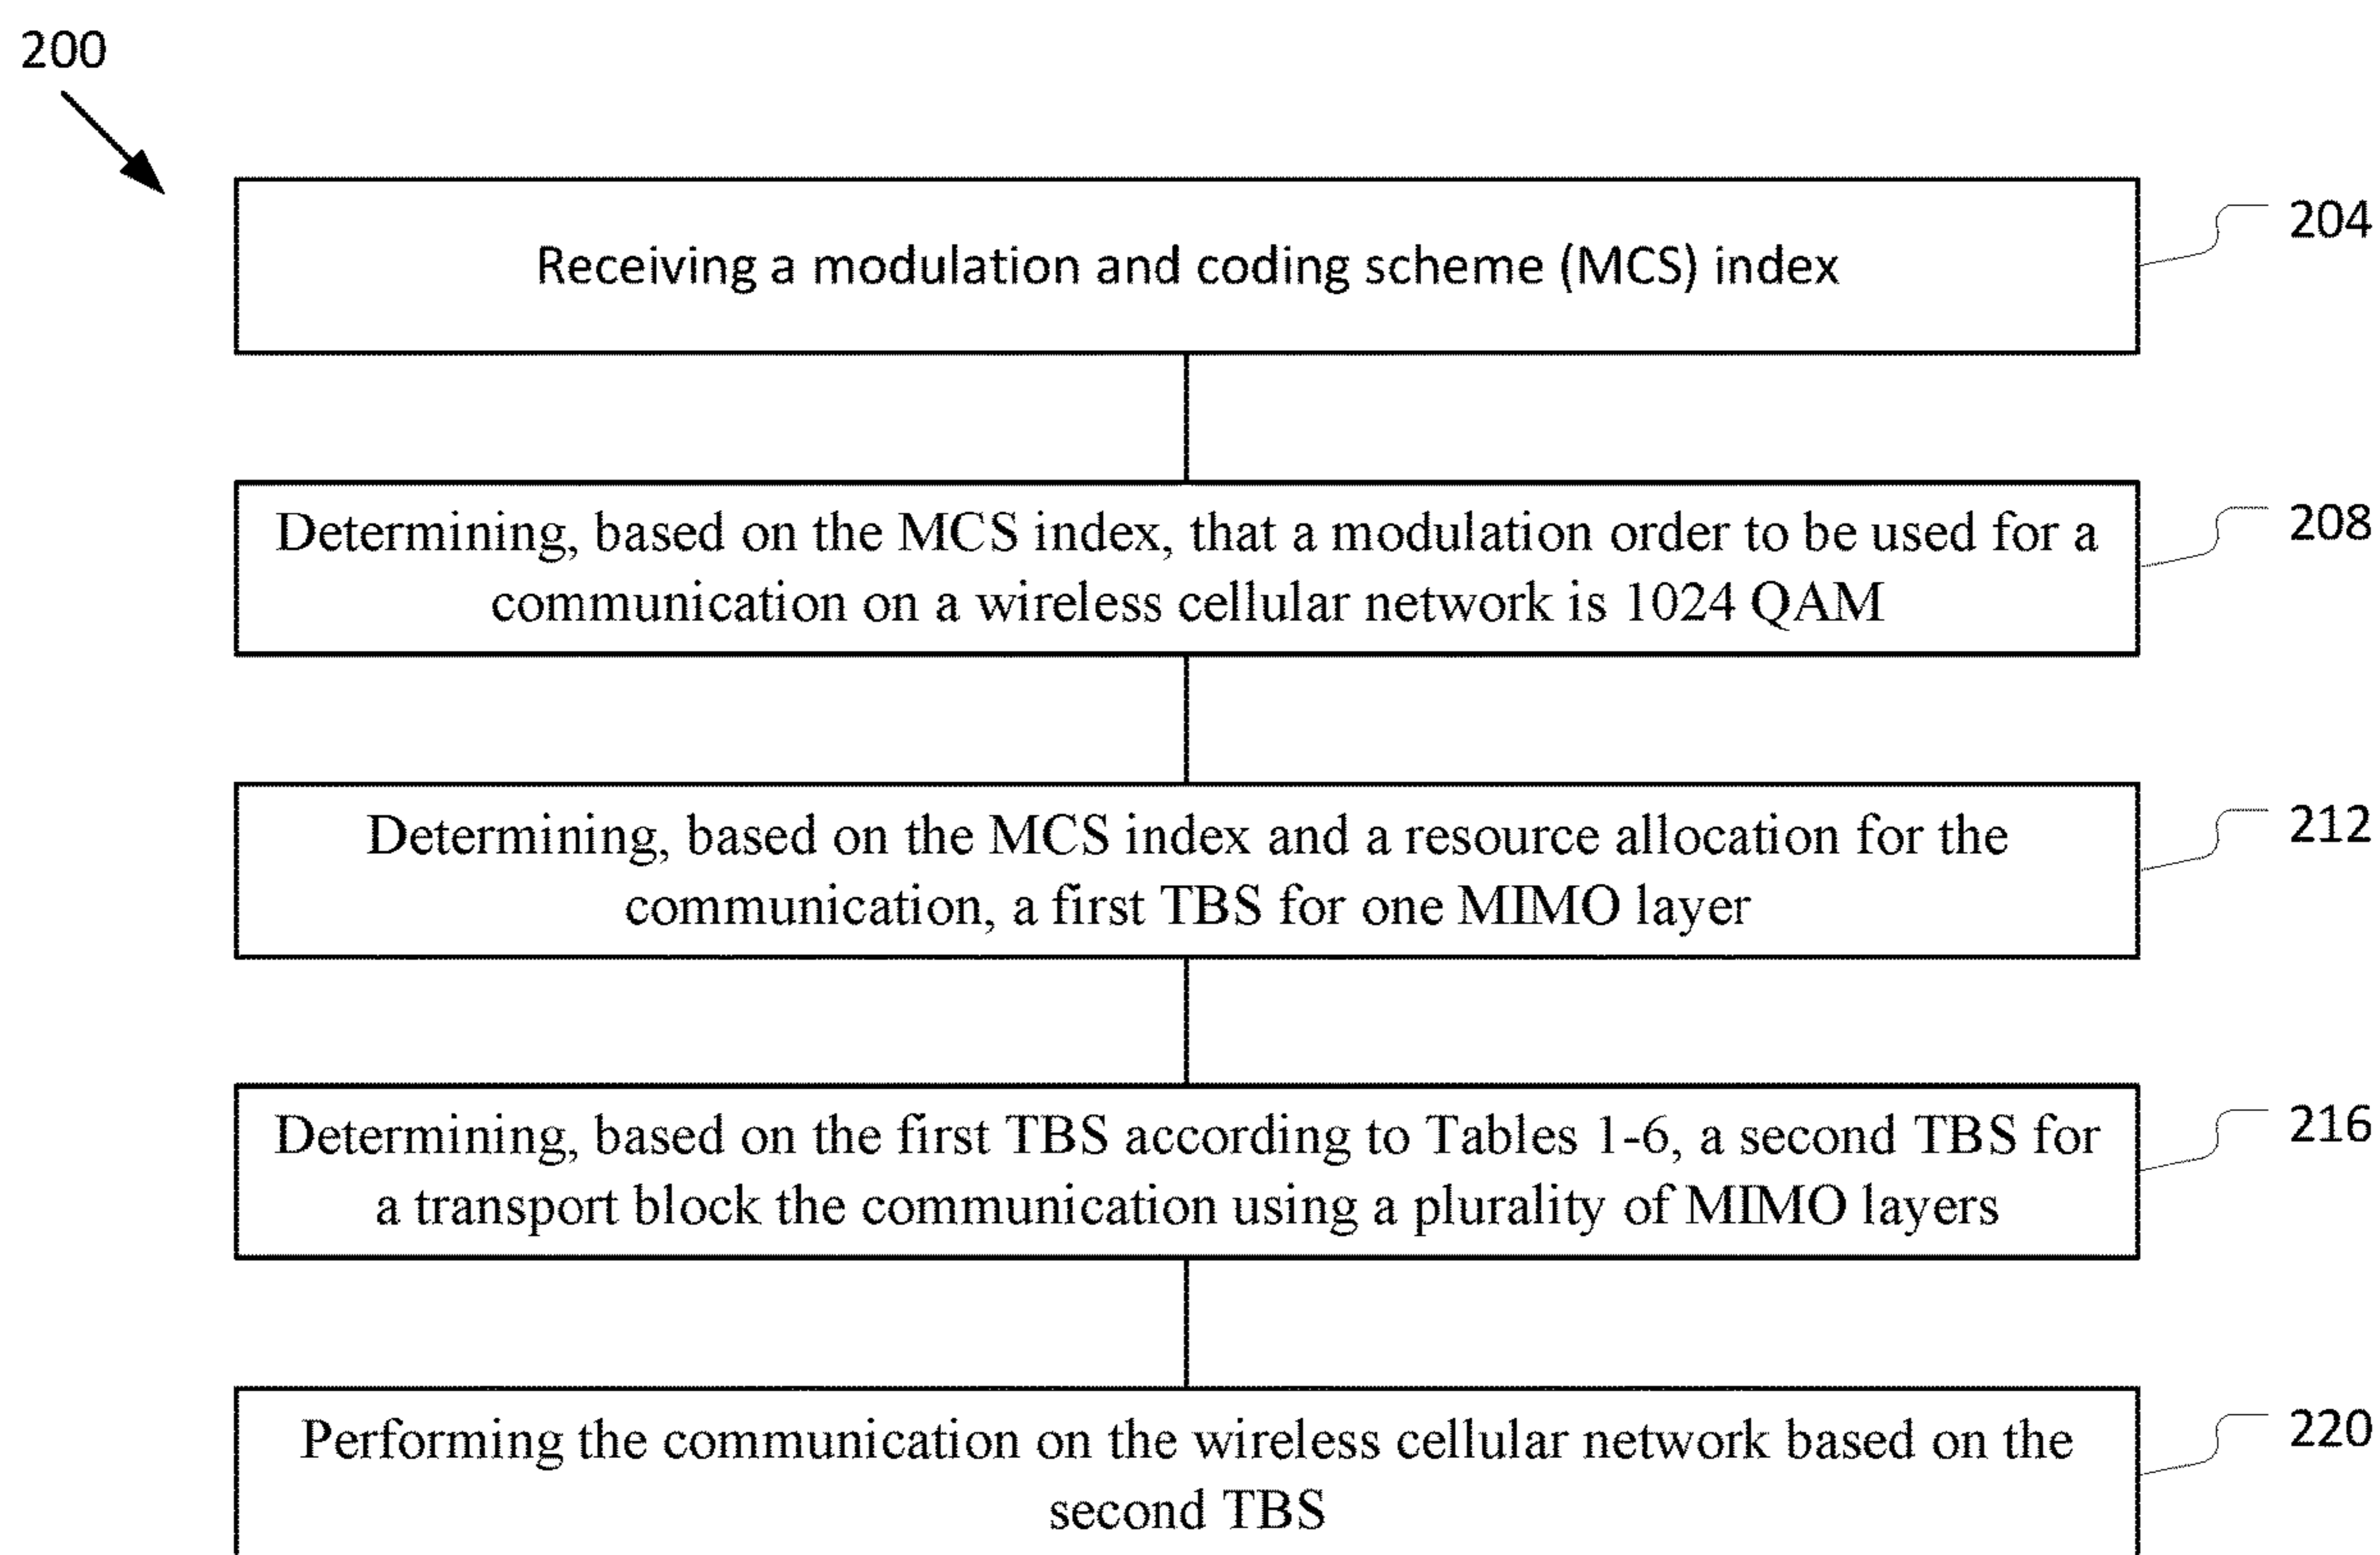 200
Receiving a modulation and coding scheme (MCS) index
204
Determining, based on the MCS index, that a modulation order to be used for a
communication on a wireless cellular network is 1024 QAM
208
Determining, based on the MCS index and a resource allocation for the
communication, a first TBS for one MIMO layer
212
Determining, based on the first TBS according to Tables 1-6, a second TBS for
a transport block the communication using a plurality of MIMO layers
216
Performing the communication on the wireless cellular network based on the
second TBS
220